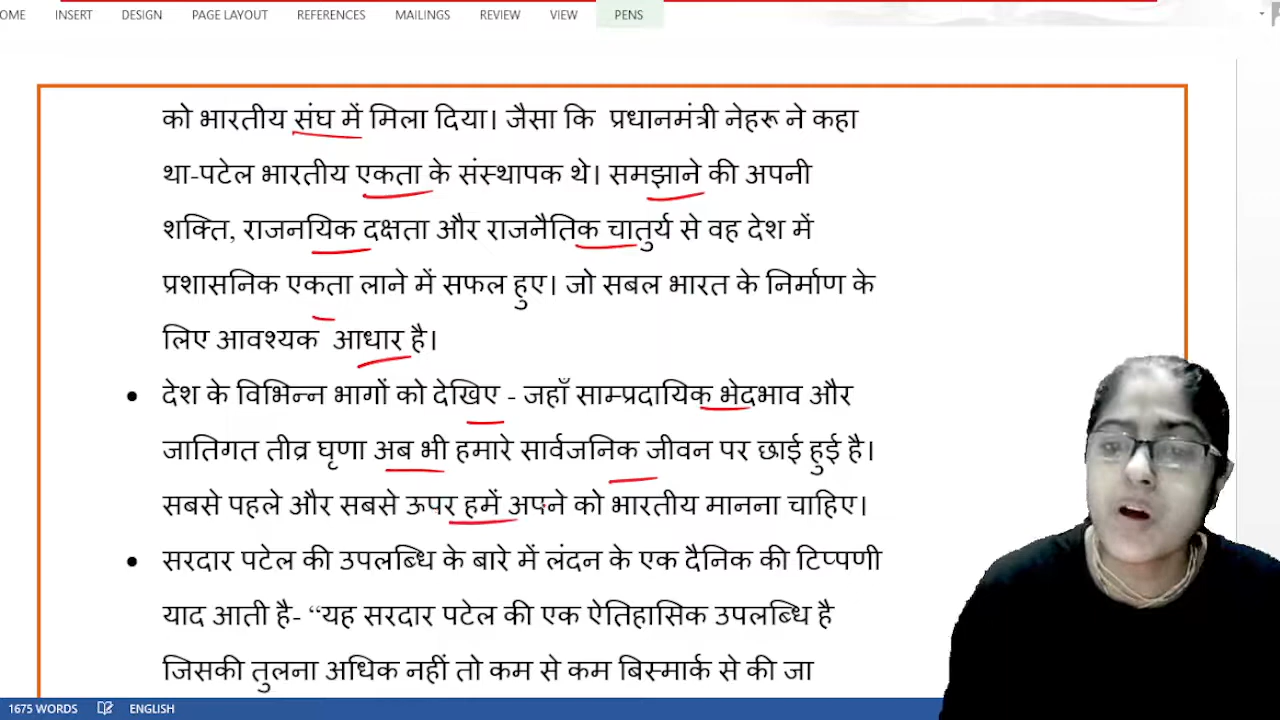 OME INSERT DESIGN PAGE LAYOUT REFERENCES MAILINGS REVIEW VIEW PENS
को भारतीय संघ में मिला दिया। जैसा कि प्रधानमंत्री नेहरू ने कहा
था-पटेल भारतीय एकता के संस्थापक थे। समझाने की अपनी
शक्ति, राजनयिक दक्षता और राजनैतिक चातुर्य से वह देश में
प्रशासनिक एकता लाने में सफल हुए। जो सबल भारत के निर्माण के
लिए आवश्यक आधार है।
• देश के विभिन्न भागों को देखिए - जहाँ साम्प्रदायिक भेदभाव और
जातिगत तीव्र घृणा अब भी हमारे सार्वजनिक जीवन पर छाई हुई है।
सबसे पहले और सबसे ऊपर हमें अपने को भारतीय मानना चाहिए।
• सरदार पटेल की उपलब्धि के बारे में लंदन के एक दैनिक की टिप्पणी
याद आती है- “यह सरदार पटेल की एक ऐतिहासिक उपलब्धि है
जिसकी तुलना अधिक नहीं तो कम से कम बिस्मार्क से की जा
1675 WORDS ENGLISH